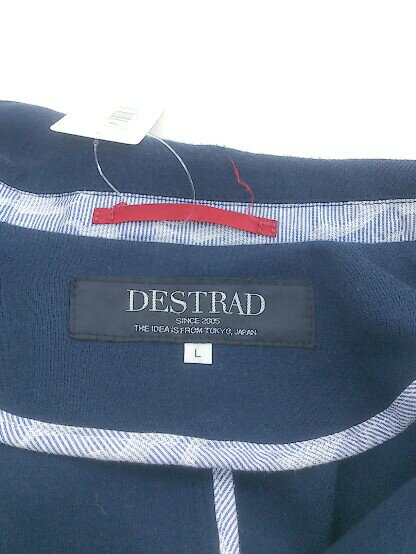 DESTRAD
SINCE 2005
THE IDEA IS FROM TOKYO, JAPAN
L